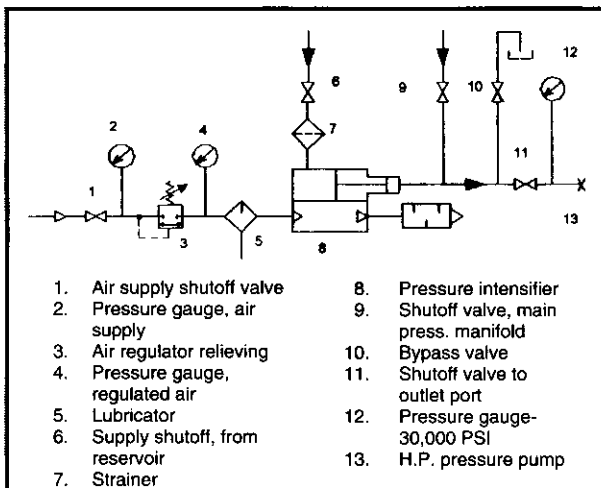 12
6
9
10
2
4
7
1
11
3
5
8
13
1. Air supply shutoff valve
2. Pressure gauge, air
supply
3. Air regulator relieving
4. Pressure gauge,
regulated air
5. Lubricator
6. Supply shutoff, from
reservoir
7. Strainer
8. Pressure intensifier
9. Shutoff valve, main
press. manifold
10. Bypass valve
11. Shutoff valve to
outlet port
12. Pressure gauge-
30,000 PSI
13. H.P. pressure pump